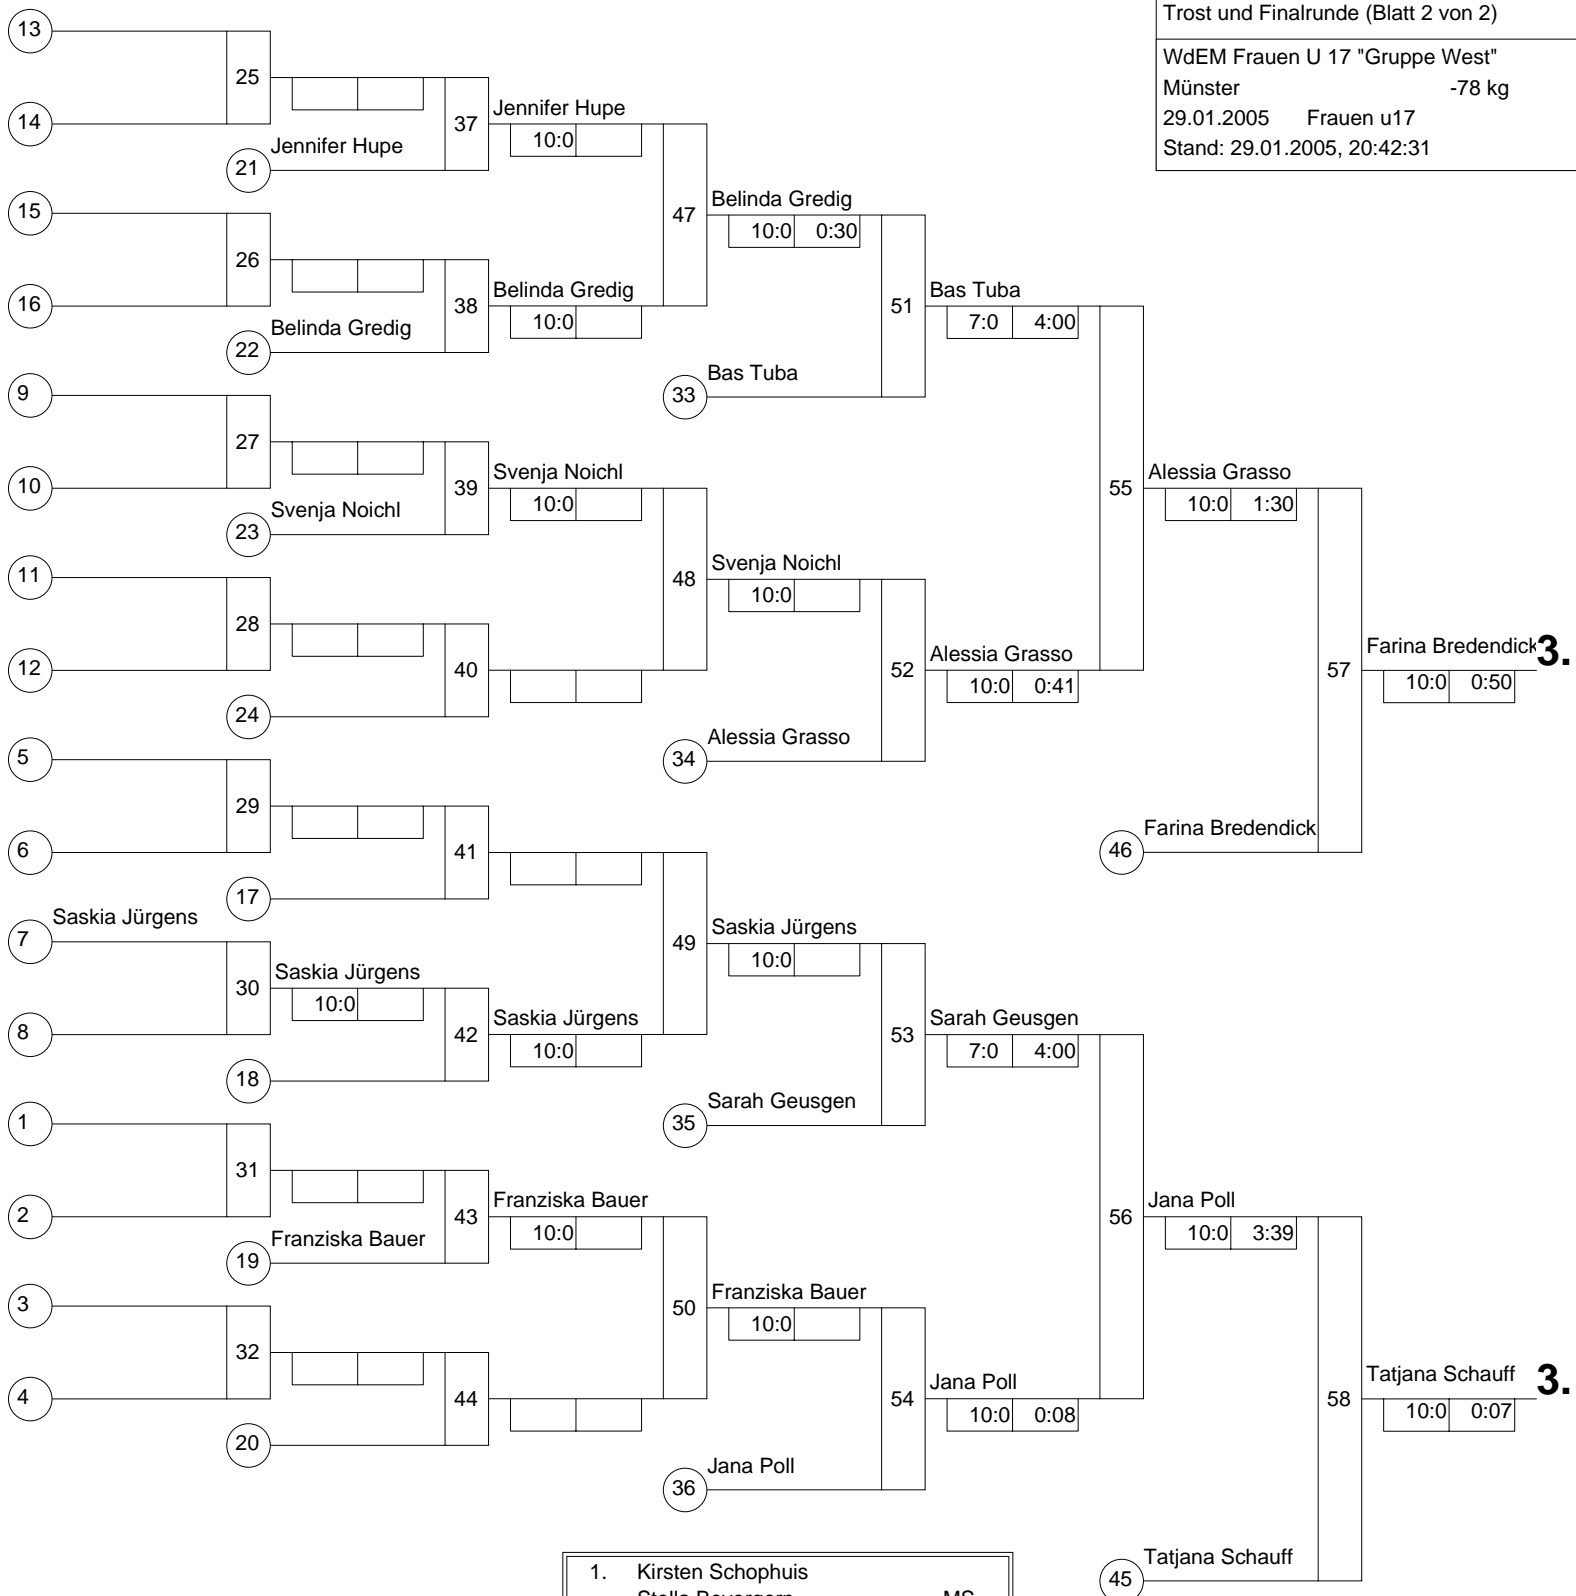 Trost und Finalrunde (Blatt 2 von 2)
WdEM Frauen U 17 "Gruppe West"
Münster -78 kg
29.01.2005 Frauen u17
Stand: 29.01.2005, 20:42:31
13
25
14
37
Jennifer Hupe
10:0
21
Jennifer Hupe
15
47
Belinda Gredig
10:0 0:30
26
16
38
Belinda Gredig
10:0
51
Bas Tuba
7:0 4:00
22
Belinda Gredig
33
Bas Tuba
9
27
10
39
Svenja Noichl
10:0
55
Alessia Grasso
10:0 1:30
23
Svenja Noichl
11
48
Svenja Noichl
10:0
28
12
40
52
Alessia Grasso
10:0 0:41
57
Farina Bredendick 3.
10:0 0:50
24
34
Alessia Grasso
5
29
6
41
46
Farina Bredendick
17
7
Saskia Jürgens
49
Saskia Jürgens
10:0
30
Saskia Jürgens
10:0
8
42
Saskia Jürgens
10:0
53
Sarah Geusgen
7:0 4:00
18
35
Sarah Geusgen
1
31
2
43
Franziska Bauer
10:0
56
Jana Poll
10:0 3:39
19
Franziska Bauer
3
50
Franziska Bauer
10:0
32
4
44
54
Jana Poll
10:0 0:08
58
Tatjana Schauff 3.
10:0 0:07
20
36
Jana Poll
45
Tatjana Schauff
1. Kirsten Schophuis